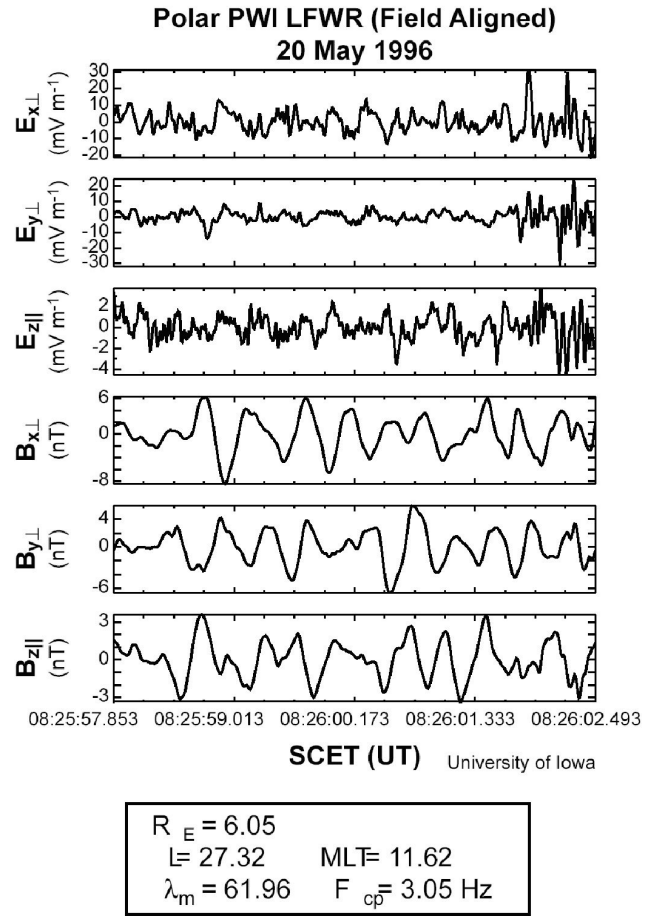 Polar PWI LFWR (Field Aligned)
20 May 1996
Ex⊥
(mV m-1)
30
20
10
0
-10
-20
Ey⊥
(mV m-1)
20
10
0
-10
-20
-30
Ez||
(mV m-1)
2
0
-2
-4
Bx⊥
(nT)
6
0
-8
By⊥
(nT)
4
0
-6
Bz||
(nT)
3
0
-3
08:25:57.853 08:25:59.013 08:26:00.173 08:26:01.333 08:26:02.493
SCET (UT) University of Iowa
R E = 6.05
L= 27.32 MLT= 11.62
λm = 61.96 F cp = 3.05 Hz